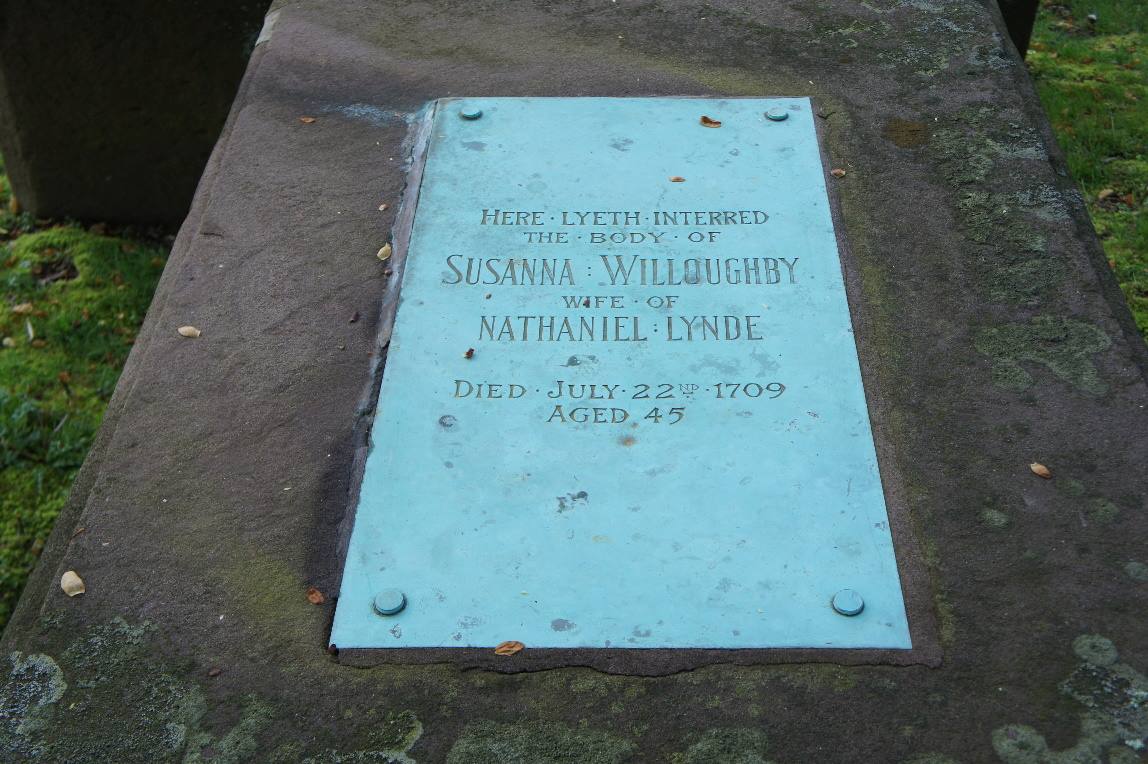 HERE · LYETH · INTERRED
THE · BODY · OF
SUSANNA : WILLOUGHBY
WIFE · OF
NATHANIEL : LYNDE
DIED · JULY · 22ND · 1709
AGED 45